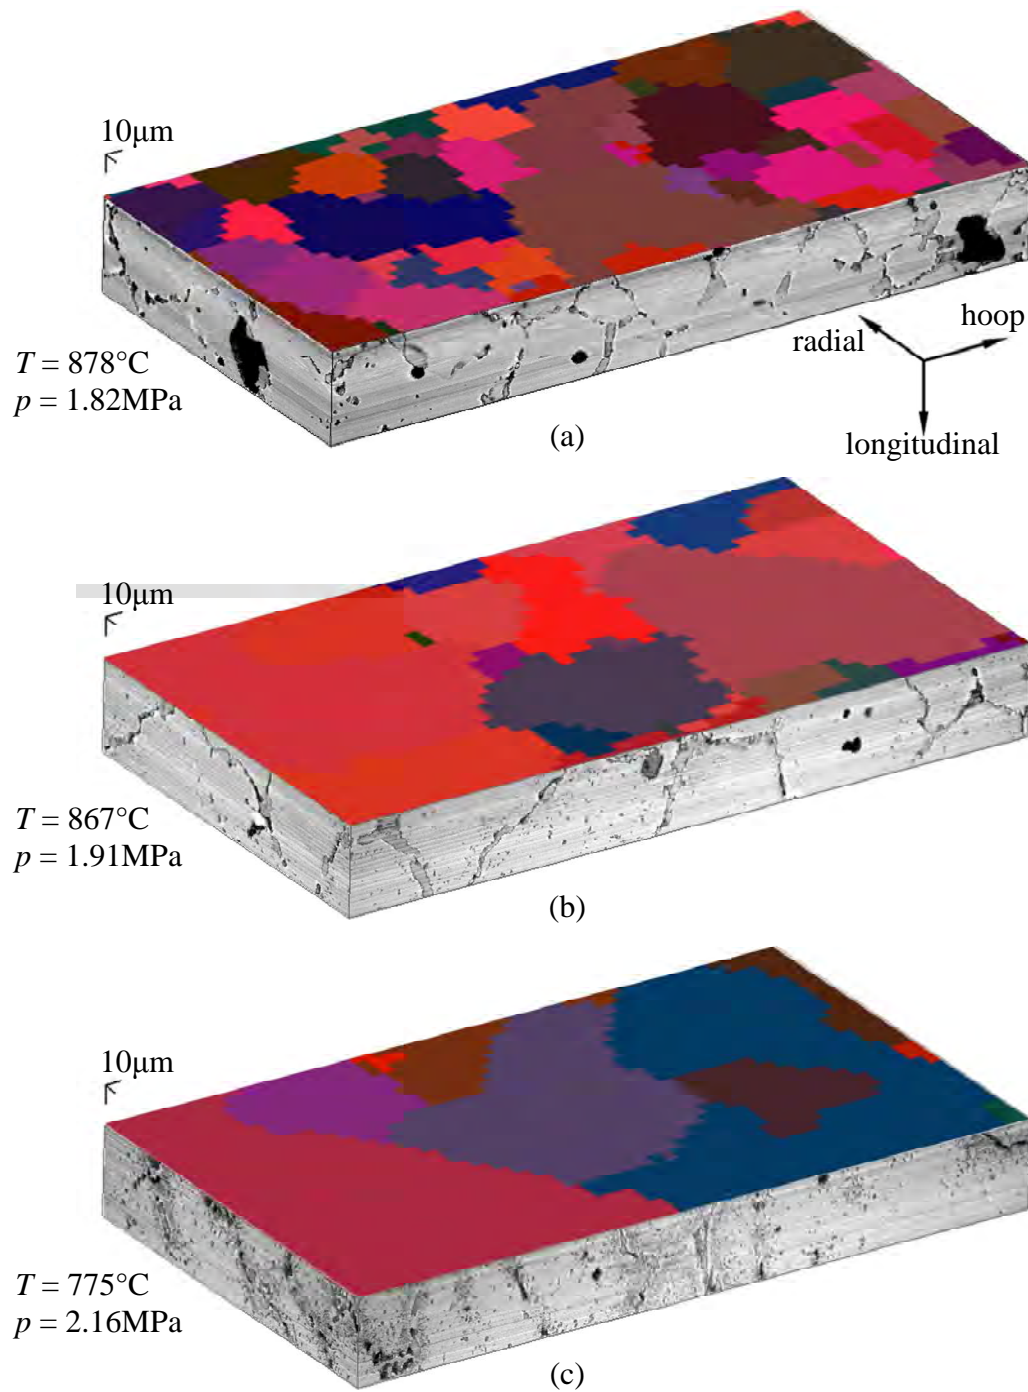 10μm
T = 878°C
p = 1.82MPa
radial
hoop
longitudinal
(a)
10μm
T = 867°C
p = 1.91MPa
(b)
10μm
T = 775°C
p = 2.16MPa
(c)